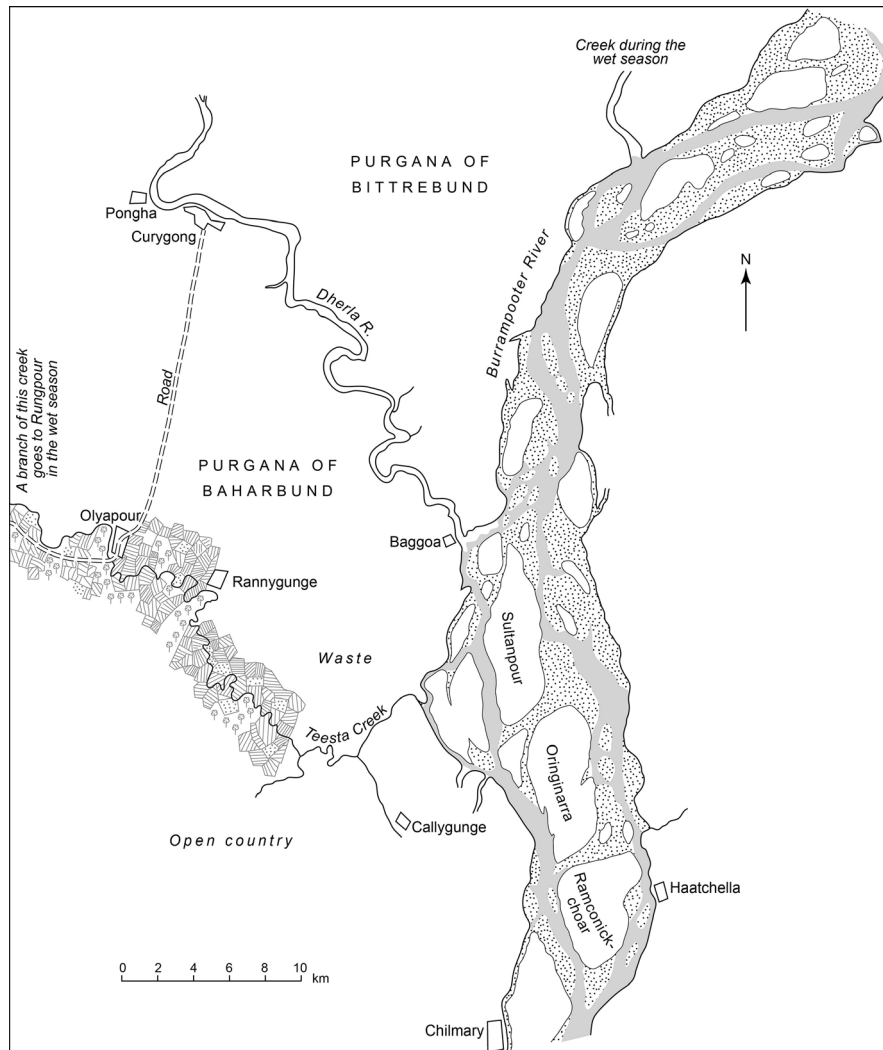 Creek during the
wet season
PURGANA OF
BITTREBUND
Pongha
Curygong
N
Dherla R.
Burrampooter River
Road
A branch of this creek
goes to Rungpour
in the wet season
PURGANA OF
BAHARBUND
Olyapour
Baggoa
Rannygunge
Sultanpour
Waste
Teesta Creek
Oringinarra
Callygunge
Open country
Ramconick-
choar
Haatchella
0 2 4 6 8 10
km
Chilmary